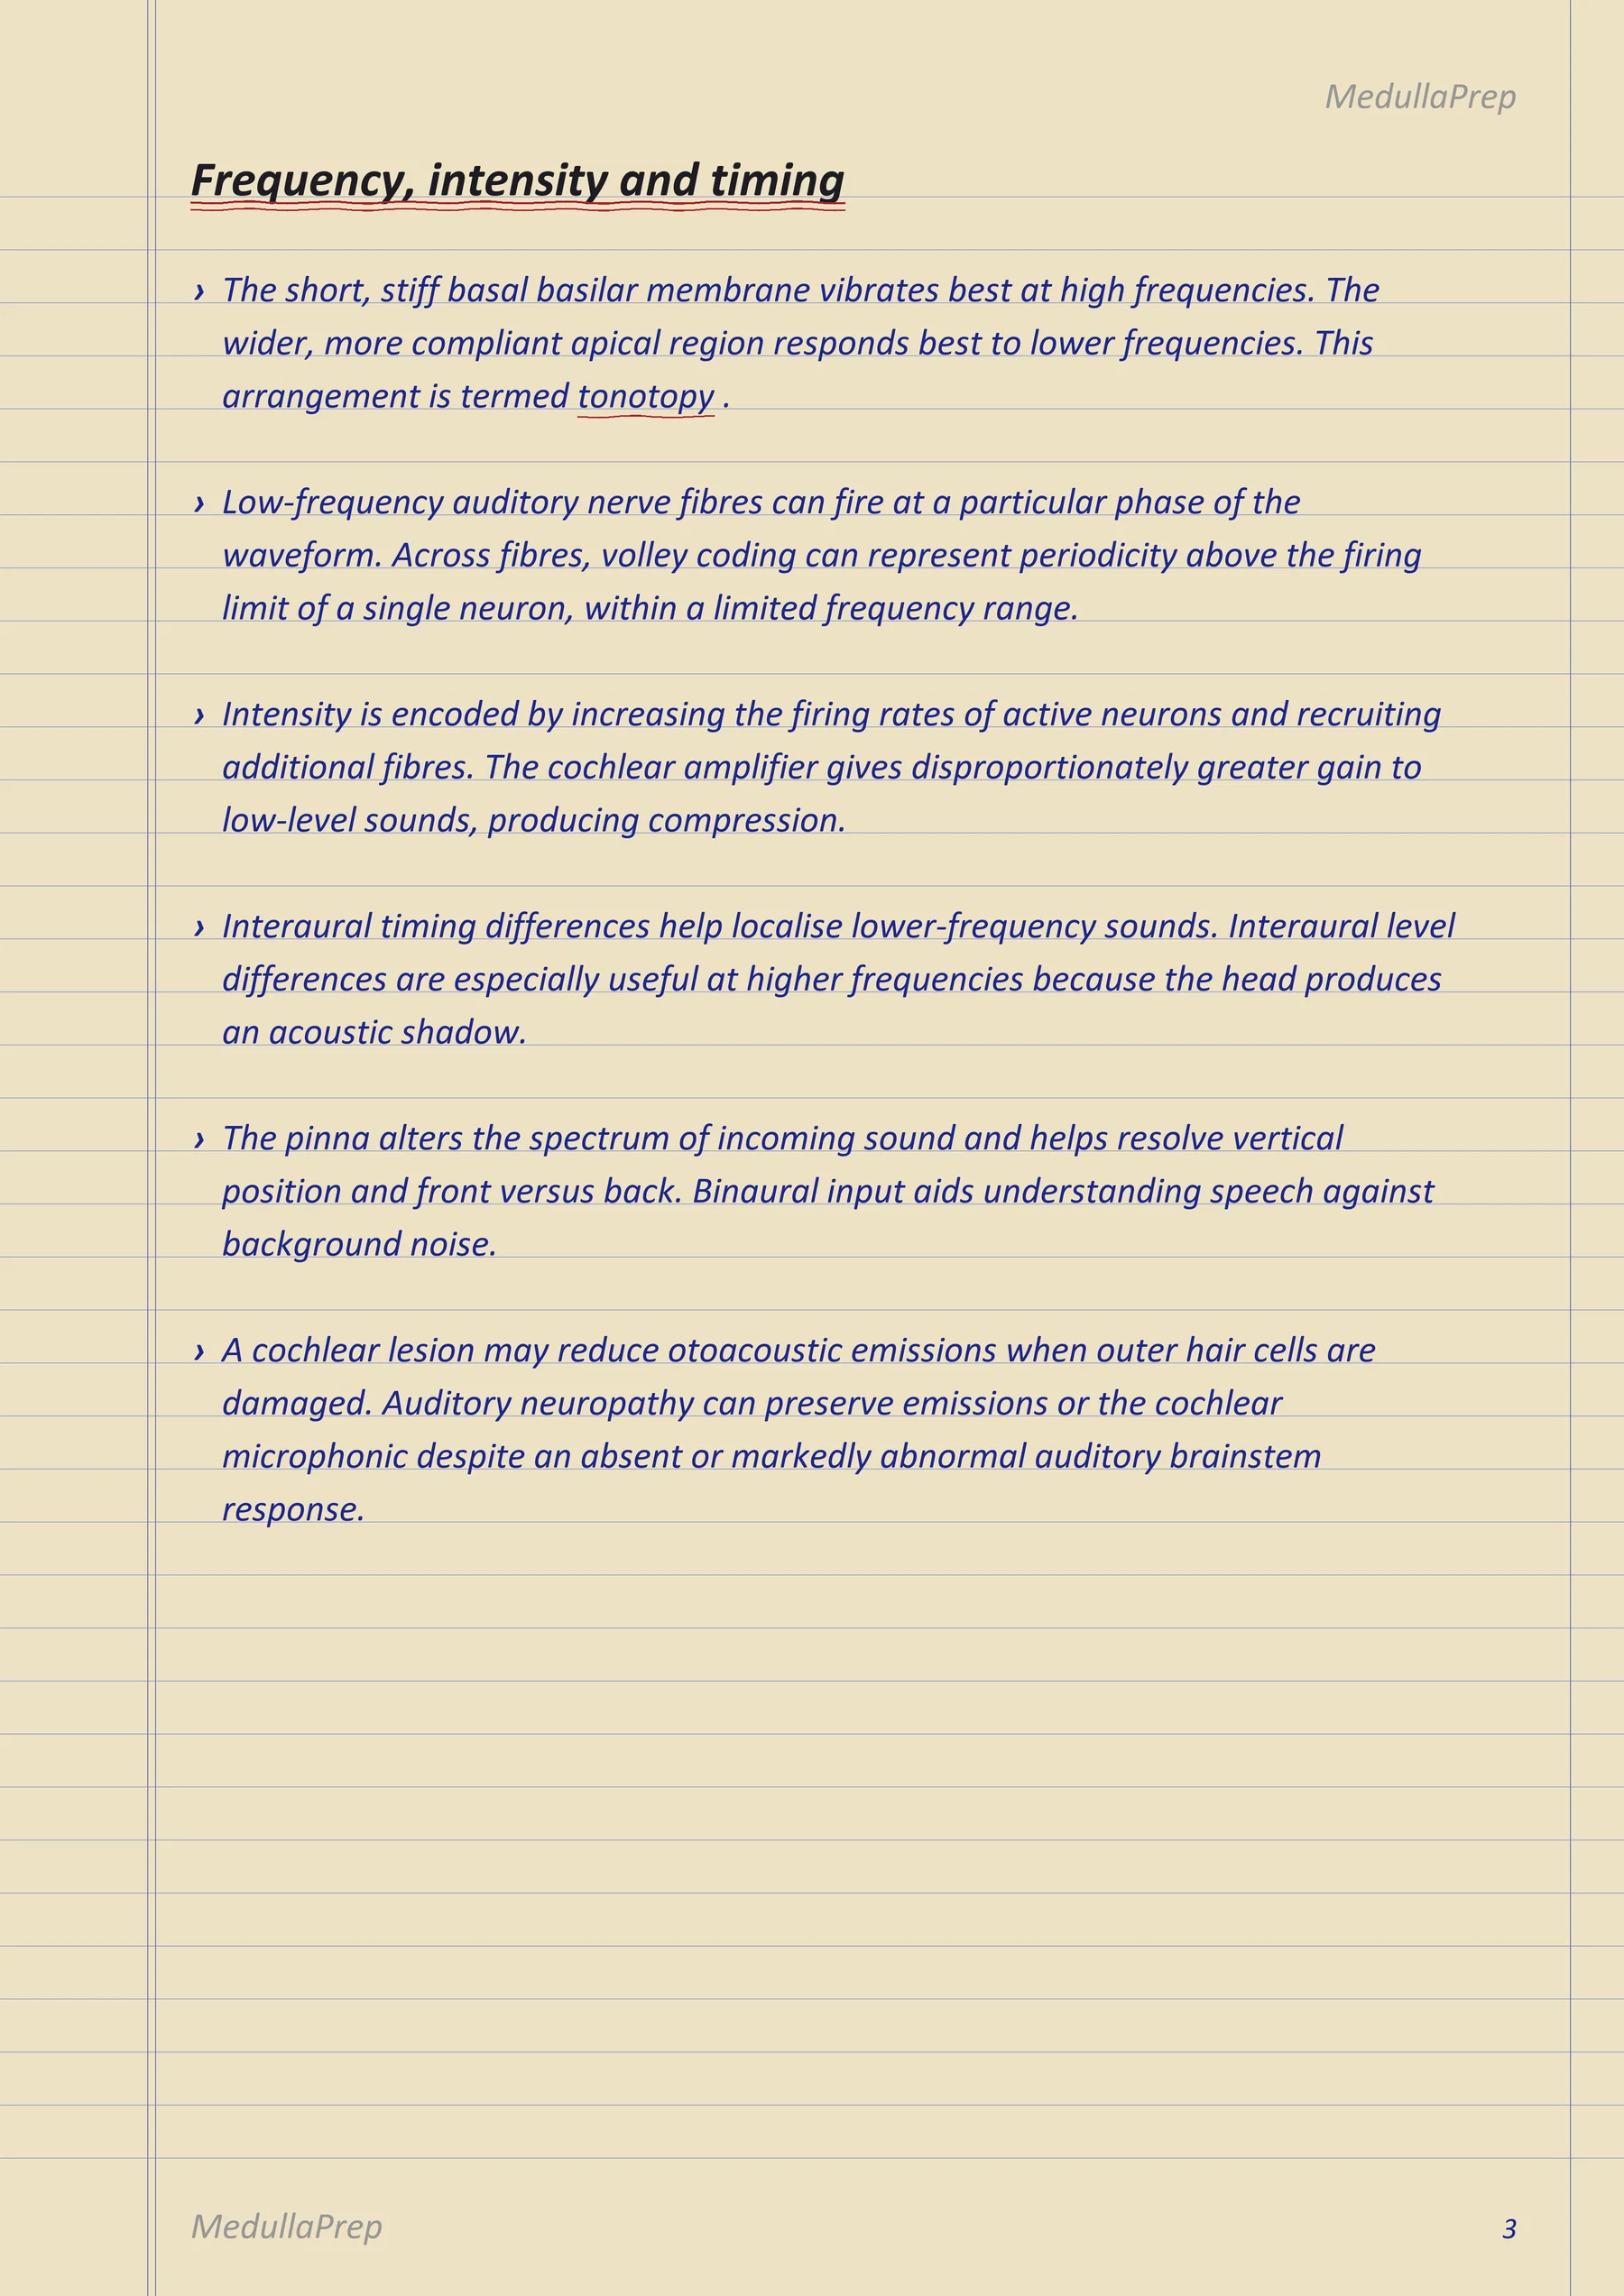 MedullaPrep
Frequency, intensity and timing
› The short, stiff basal basilar membrane vibrates best at high frequencies. The
wider, more compliant apical region responds best to lower frequencies. This
arrangement is termed tonotopy .
› Low-frequency auditory nerve fibres can fire at a particular phase of the
waveform. Across fibres, volley coding can represent periodicity above the firing
limit of a single neuron, within a limited frequency range.
› Intensity is encoded by increasing the firing rates of active neurons and recruiting
additional fibres. The cochlear amplifier gives disproportionately greater gain to
low-level sounds, producing compression.
› Interaural timing differences help localise lower-frequency sounds. Interaural level
differences are especially useful at higher frequencies because the head produces
an acoustic shadow.
› The pinna alters the spectrum of incoming sound and helps resolve vertical
position and front versus back. Binaural input aids understanding speech against
background noise.
› A cochlear lesion may reduce otoacoustic emissions when outer hair cells are
damaged. Auditory neuropathy can preserve emissions or the cochlear
microphonic despite an absent or markedly abnormal auditory brainstem
response.
MedullaPrep
3